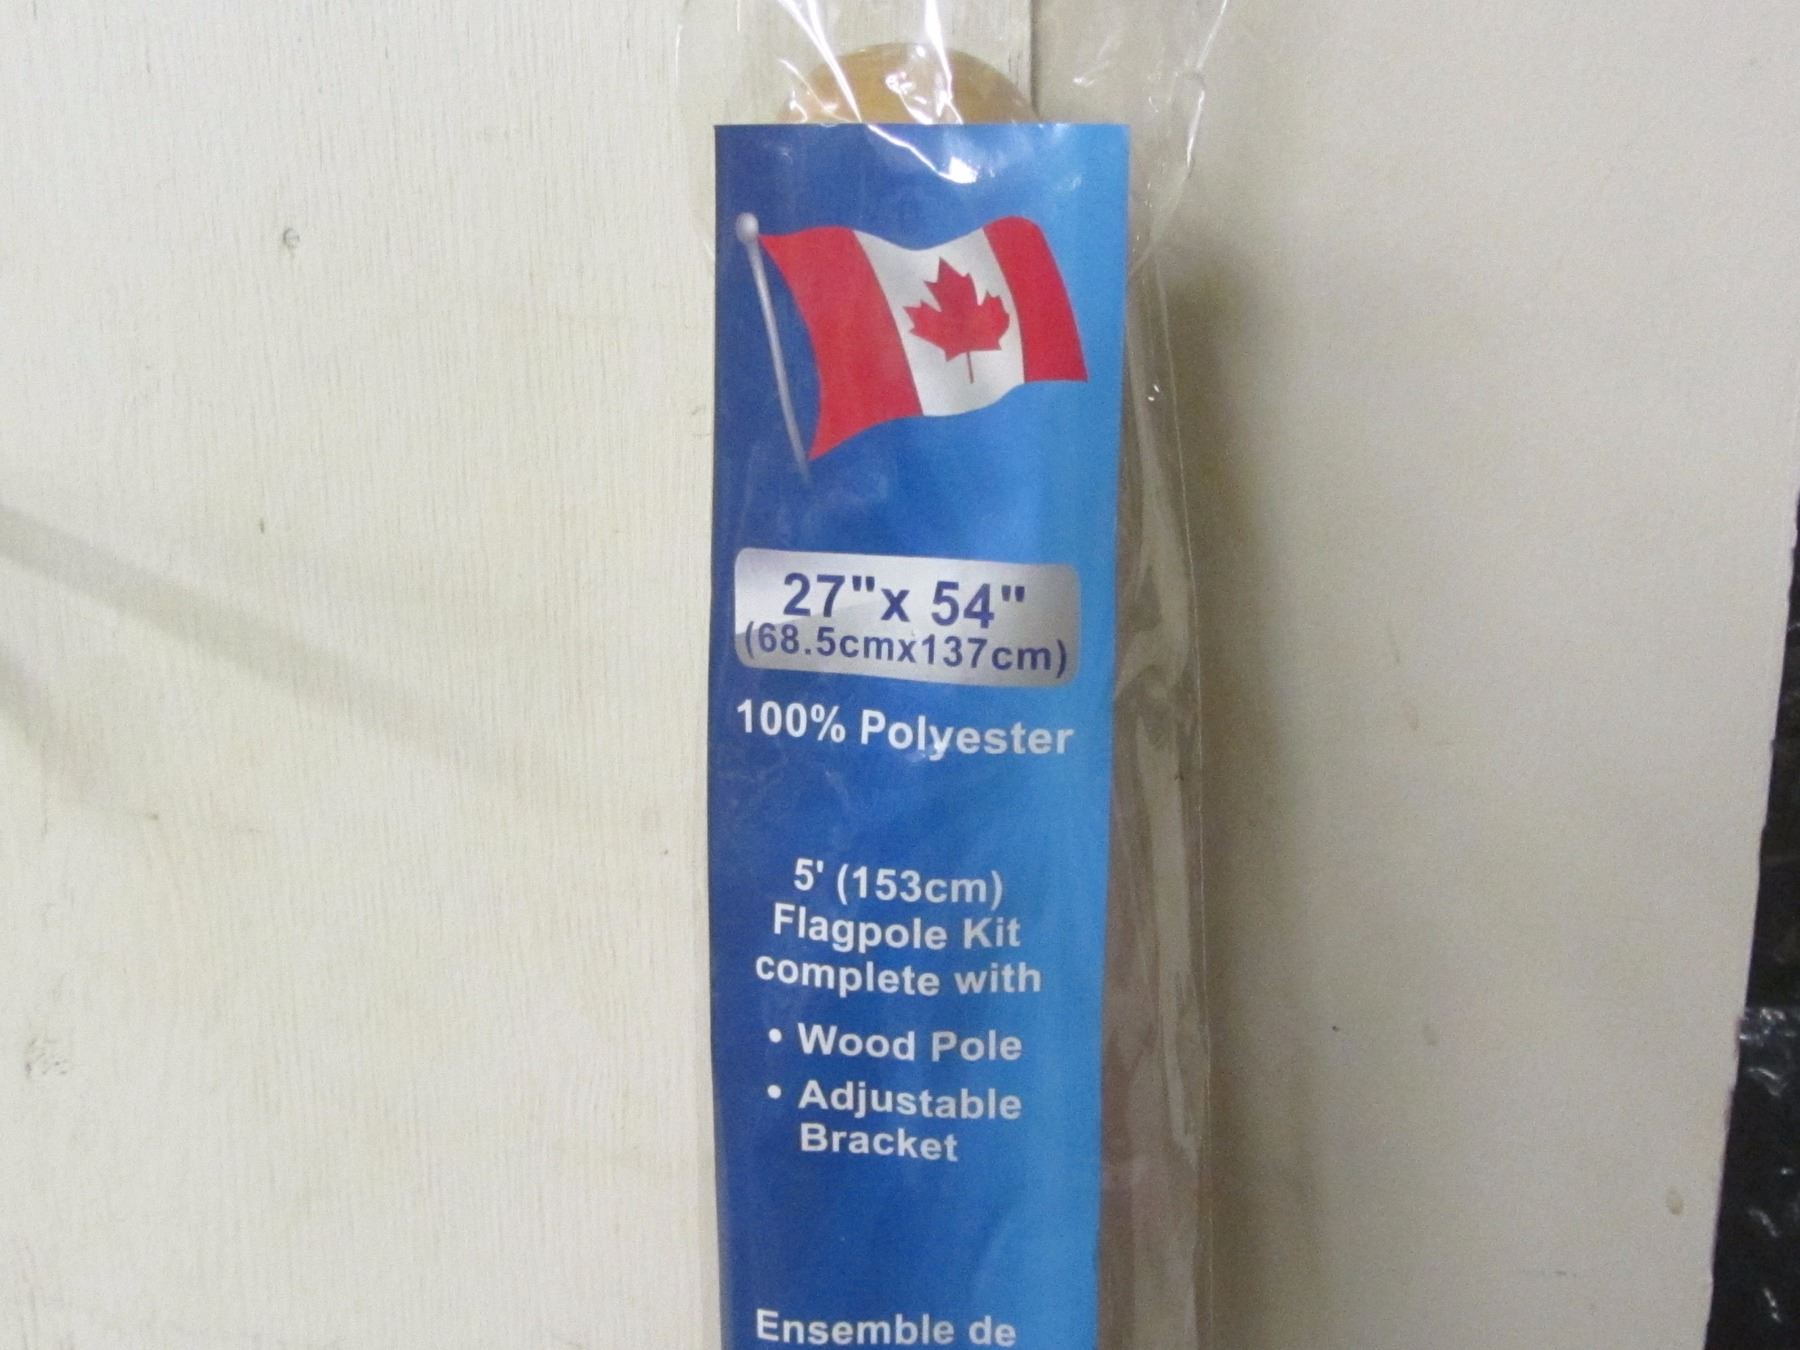 27"x 54"
(68.5cmx137cm)
100% Polyester
5' (153cm)
Flagpole Kit
complete with
• Wood Pole
• Adjustable
Bracket
Ensemble de